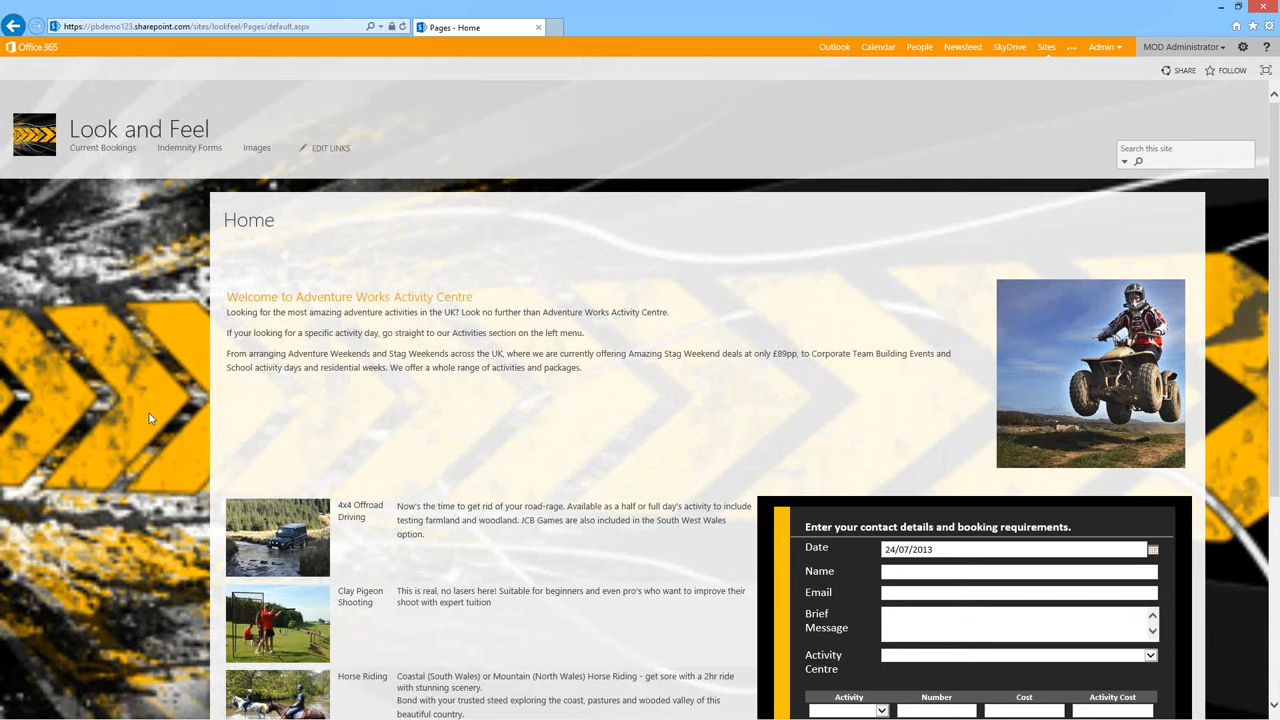 https://pbdemo123.sharepoint.com/sites/lookfeel/Pages/default.aspx
Pages - Home
Office 365
Outlook Calendar People Newsfeed SkyDrive Sites ... Admin MOD Administrator ?
SHARE FOLLOW
Look and Feel
Current Bookings Indemnity Forms Images EDIT LINKS
Search this site
Home
Welcome to Adventure Works Activity Centre
Looking for the most amazing adventure activities in the UK? Look no further than Adventure Works Activity Centre.
If your looking for a specific activity day, go straight to our Activities section on the left menu.
From arranging Adventure Weekends and Stag Weekends across the UK, where we are currently offering Amazing Stag Weekend deals at only £89pp, to Corporate Team Building Events and
School activity days and residential weeks. We offer a whole range of activities and packages.
4x4 Offroad
Driving
Now's the time to get rid of your road-rage. Available as a half or full day's activity to include
testing farmland and woodland. JCB Games are also included in the South West Wales
option.
Clay Pigeon
Shooting
This is real, no lasers here! Suitable for beginners and even pro's who want to improve their
shoot with expert tuition
Horse Riding
Coastal (South Wales) or Mountain (North Wales) Horse Riding - get sore with a 2hr ride
with stunning scenery.
Bond with your trusted steed exploring the coast, pastures and wooded valley of this
beautiful country.
Enter your contact details and booking requirements.
Date 24/07/2013
Name
Email
Brief
Message
Activity
Centre
Activity Number Cost Activity Cost